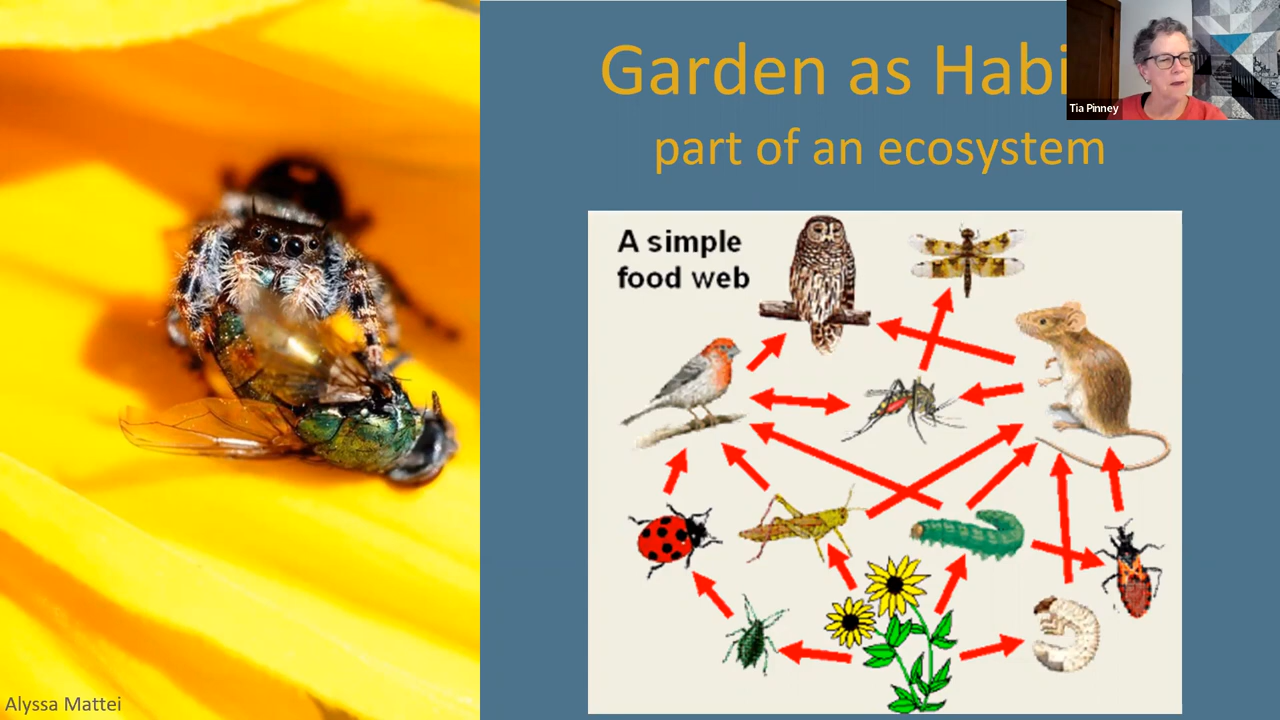 Garden as Habi
part of an ecosystem
Tia Pinney
A simple
food web
Alyssa Mattei